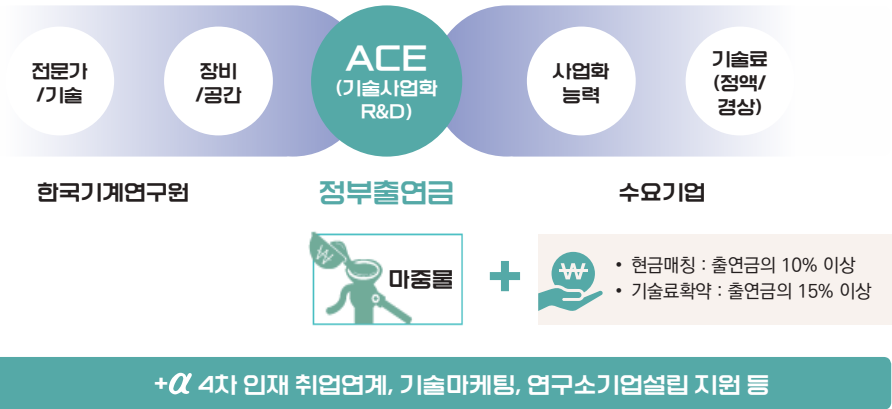 전문가
/기술
장비
/공간
ACE
(기술사업화
R&D)
사업화
능력
기술료
(정액/
경상)
한국기계연구원
정부출연금
수요기업
₩
마중물
+
₩
• 현금매칭 : 출연금의 10% 이상
• 기술료확약 : 출연금의 15% 이상
+α 4차 인재 취업연계, 기술마케팅, 연구소기업설립 지원 등